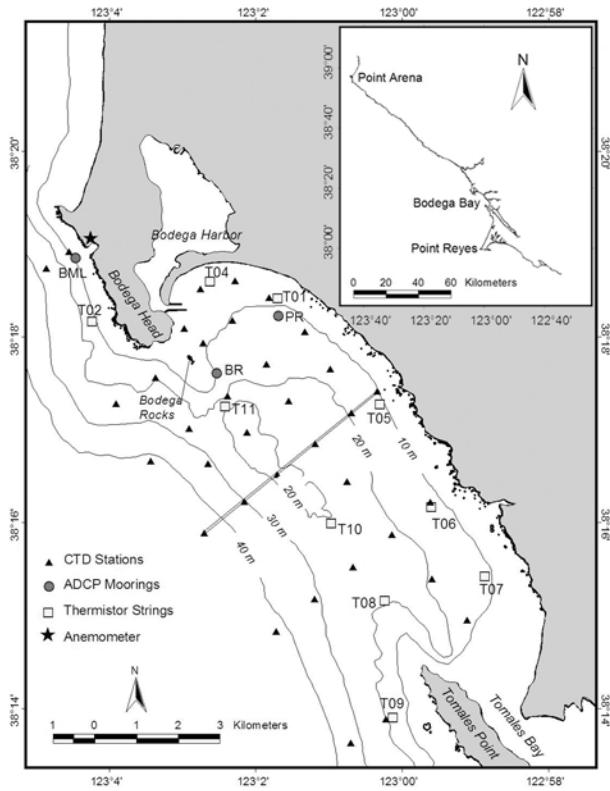 123°4'
123°2'
123°00'
122°58'
38°20'
38°18'
38°16'
38°14'
38°20'
38°18'
38°16'
38°14'
123°4'
123°2'
123°00'
122°58'
39°00'
38°40'
38°20'
38°00'
123°40'
123°20'
123°00'
122°40'
Point Arena
N
Bodega Bay
Point Reyes
0 20 40 60
Kilometers
Bodega Harbor
BML
Bodega Head
T04
T01
T02
PR
BR
Bodega Rocks
T11
T05
20 m
10 m
20 m
30 m
40 m
T10
T06
T07
T08
T09
CTD Stations
ADCP Moorings
Thermistor Strings
Anemometer
N
1 0 1 2 3 Kilometers
Tomales Point
Tomales Bay